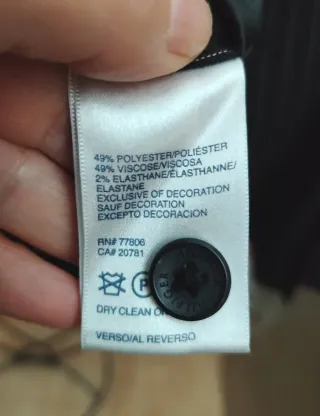 49% POLYESTER/POLIÉSTER
49% VISCOSE/VISCOSA
2% ELASTHANE/ÉLASTHANNE/
ELASTANE
EXCLUSIVE OF DECORATION
SAUF DECORATION
EXCEPTO DECORACION
RN# 77806
CA# 20781
P
DRY CLEAN
VERSO/AL REVERSO